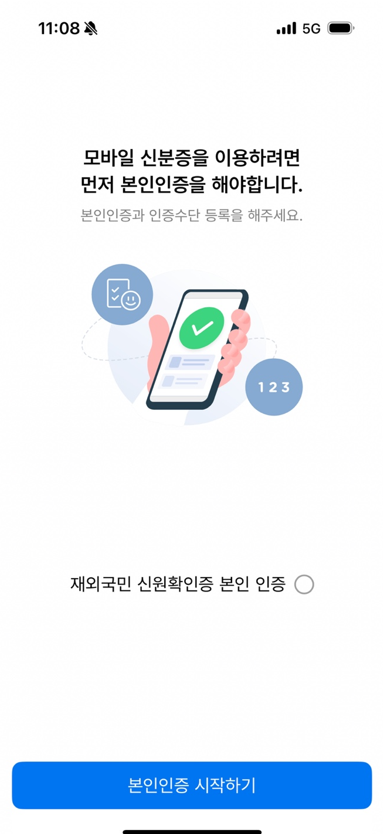 11:08
5G
모바일 신분증을 이용하려면
먼저 본인인증을 해야합니다.
본인인증과 인증수단 등록을 해주세요.
1 2 3
재외국민 신원확인증 본인 인증
본인인증 시작하기